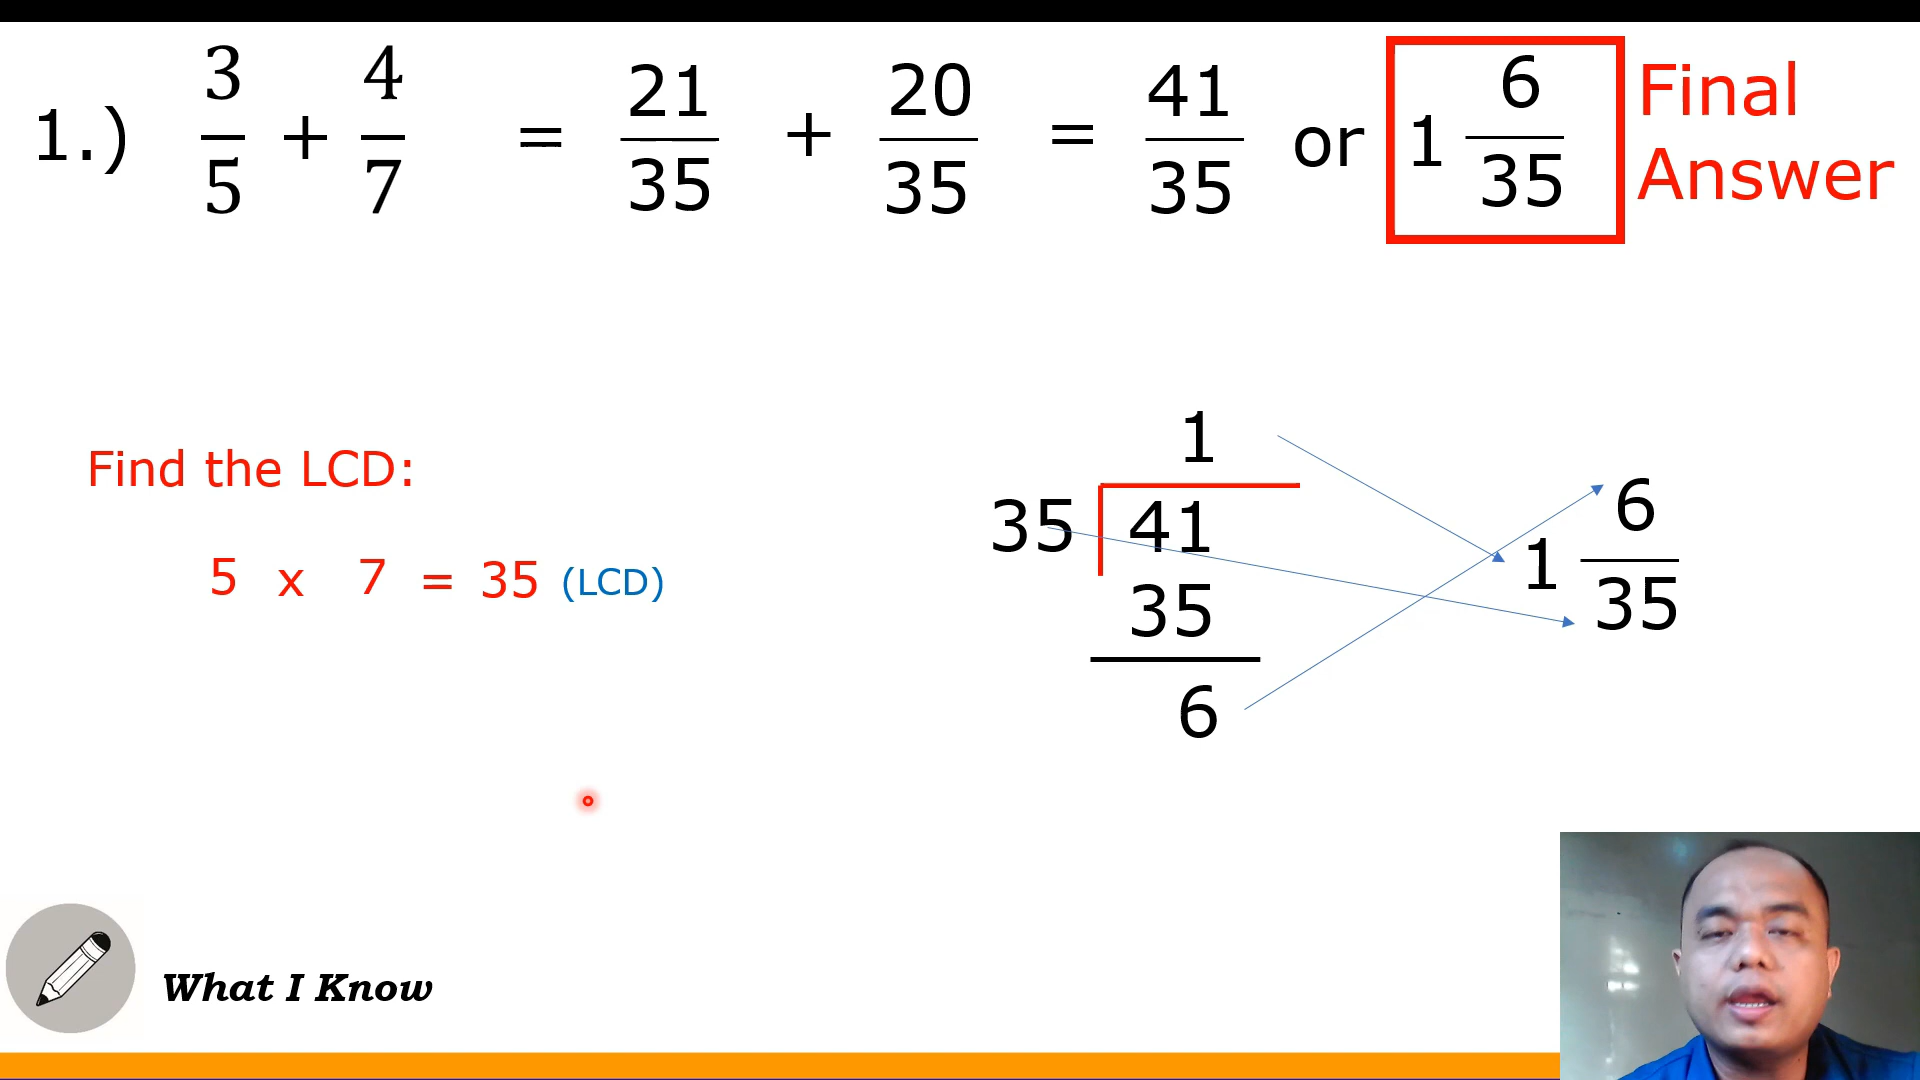 1.) 3/5 + 4/7 = 21/35 + 20/35 = 41/35 or 1 6/35 Final Answer
Find the LCD:
5 x 7 = 35 (LCD)
1
35 41
35
6
1 6/35
What I Know